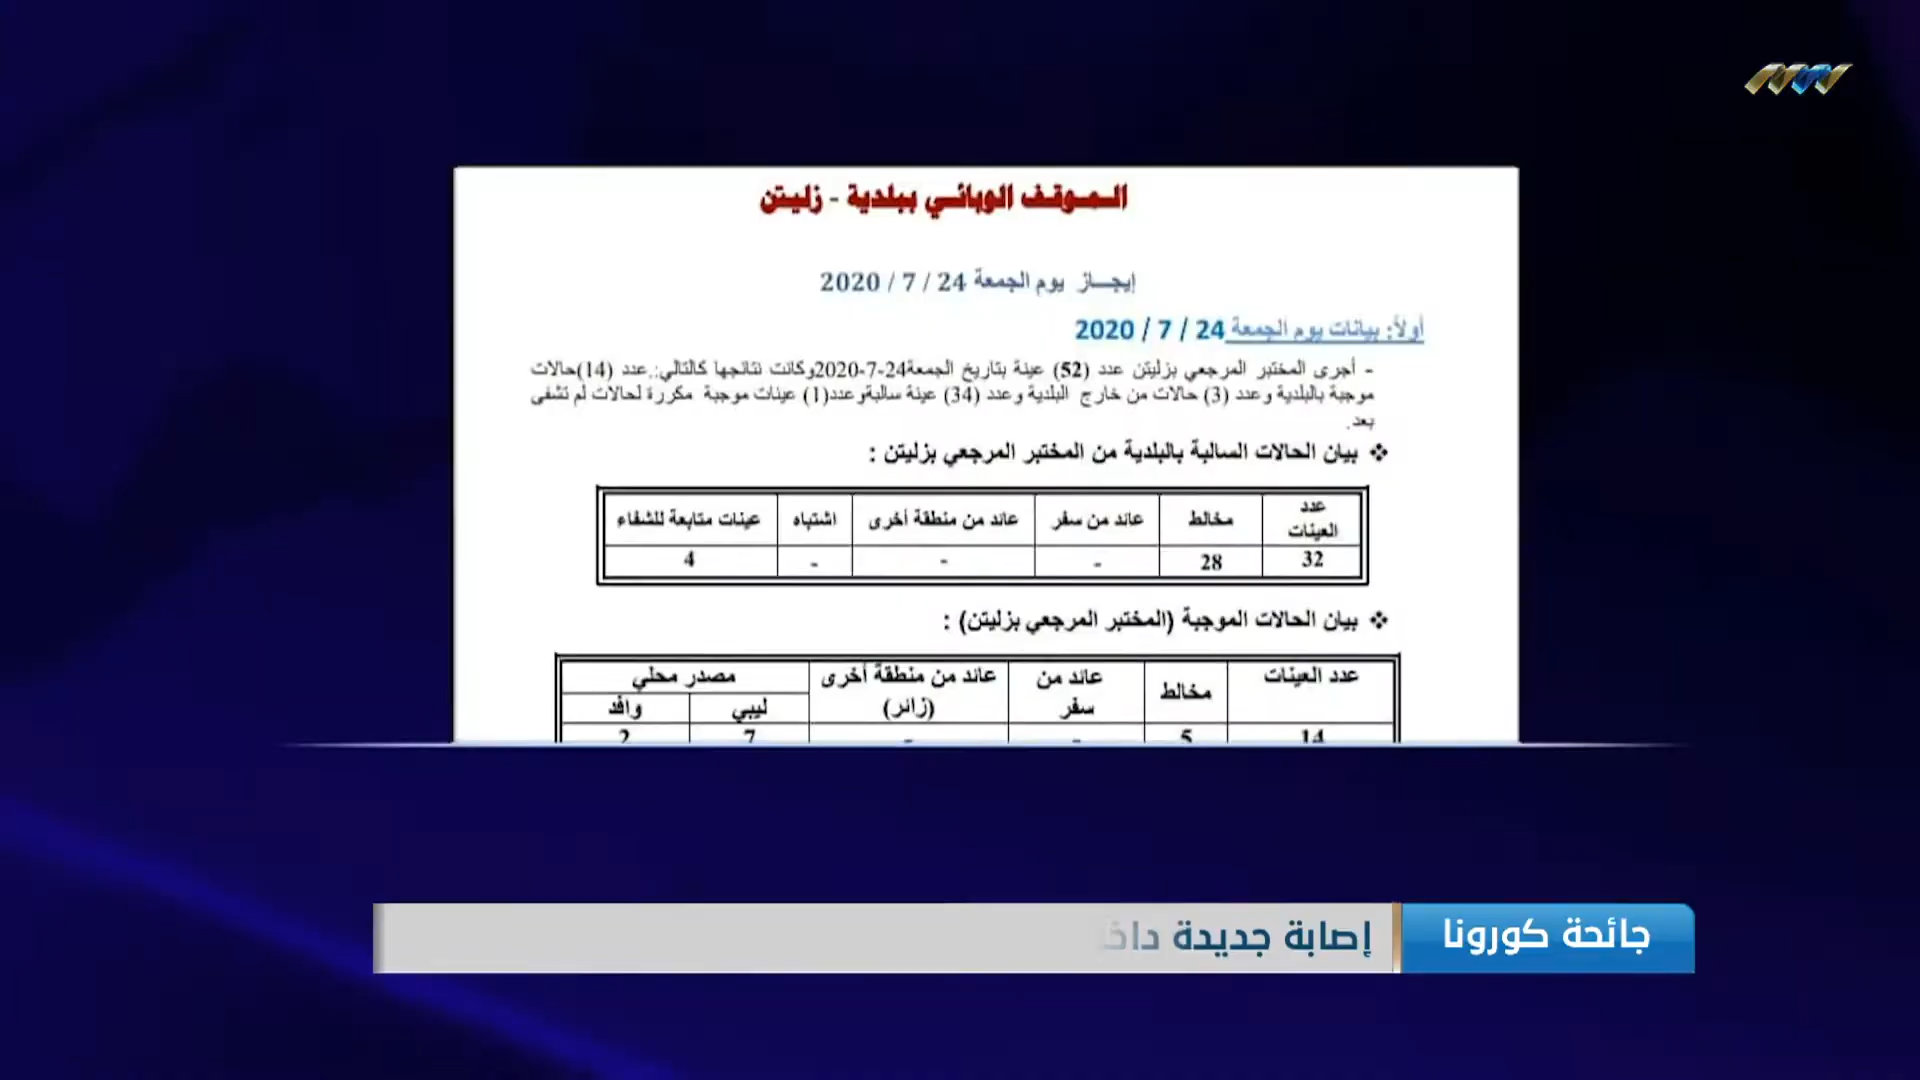 الموقف الوبائي ببلدية - زليتن
إيجاز يوم الجمعة 24 / 7 / 2020
أولاً: بيانات يوم الجمعة 24 / 7 / 2020
- أجرى المختبر المرجعي بزليتن عدد (52) عينة بتاريخ الجمعة24-7-2020وكانت نتائجها كالتالي:.عدد (14)حالات
موجبة بالبلدية وعدد (3) حالات من خارج البلدية وعدد (34) عينة سالبةوعدد(1) عينات موجبة مكررة لحالات لم تشفى
بعد.
❖ بيان الحالات السالبة بالبلدية من المختبر المرجعي بزليتن :
عدد العينات مخالط عائد من سفر عائد من منطقة أخرى اشتباه عينات متابعة للشفاء
32 28 - - - 4
❖ بيان الحالات الموجبة (المختبر المرجعي بزليتن) :
عدد العينات مخالط عائد من سفر عائد من منطقة أخرى (زائر) مصدر محلي
ليبي وافد
14 5 - - 7 2
جائحة كورونا
إصابة جديدة